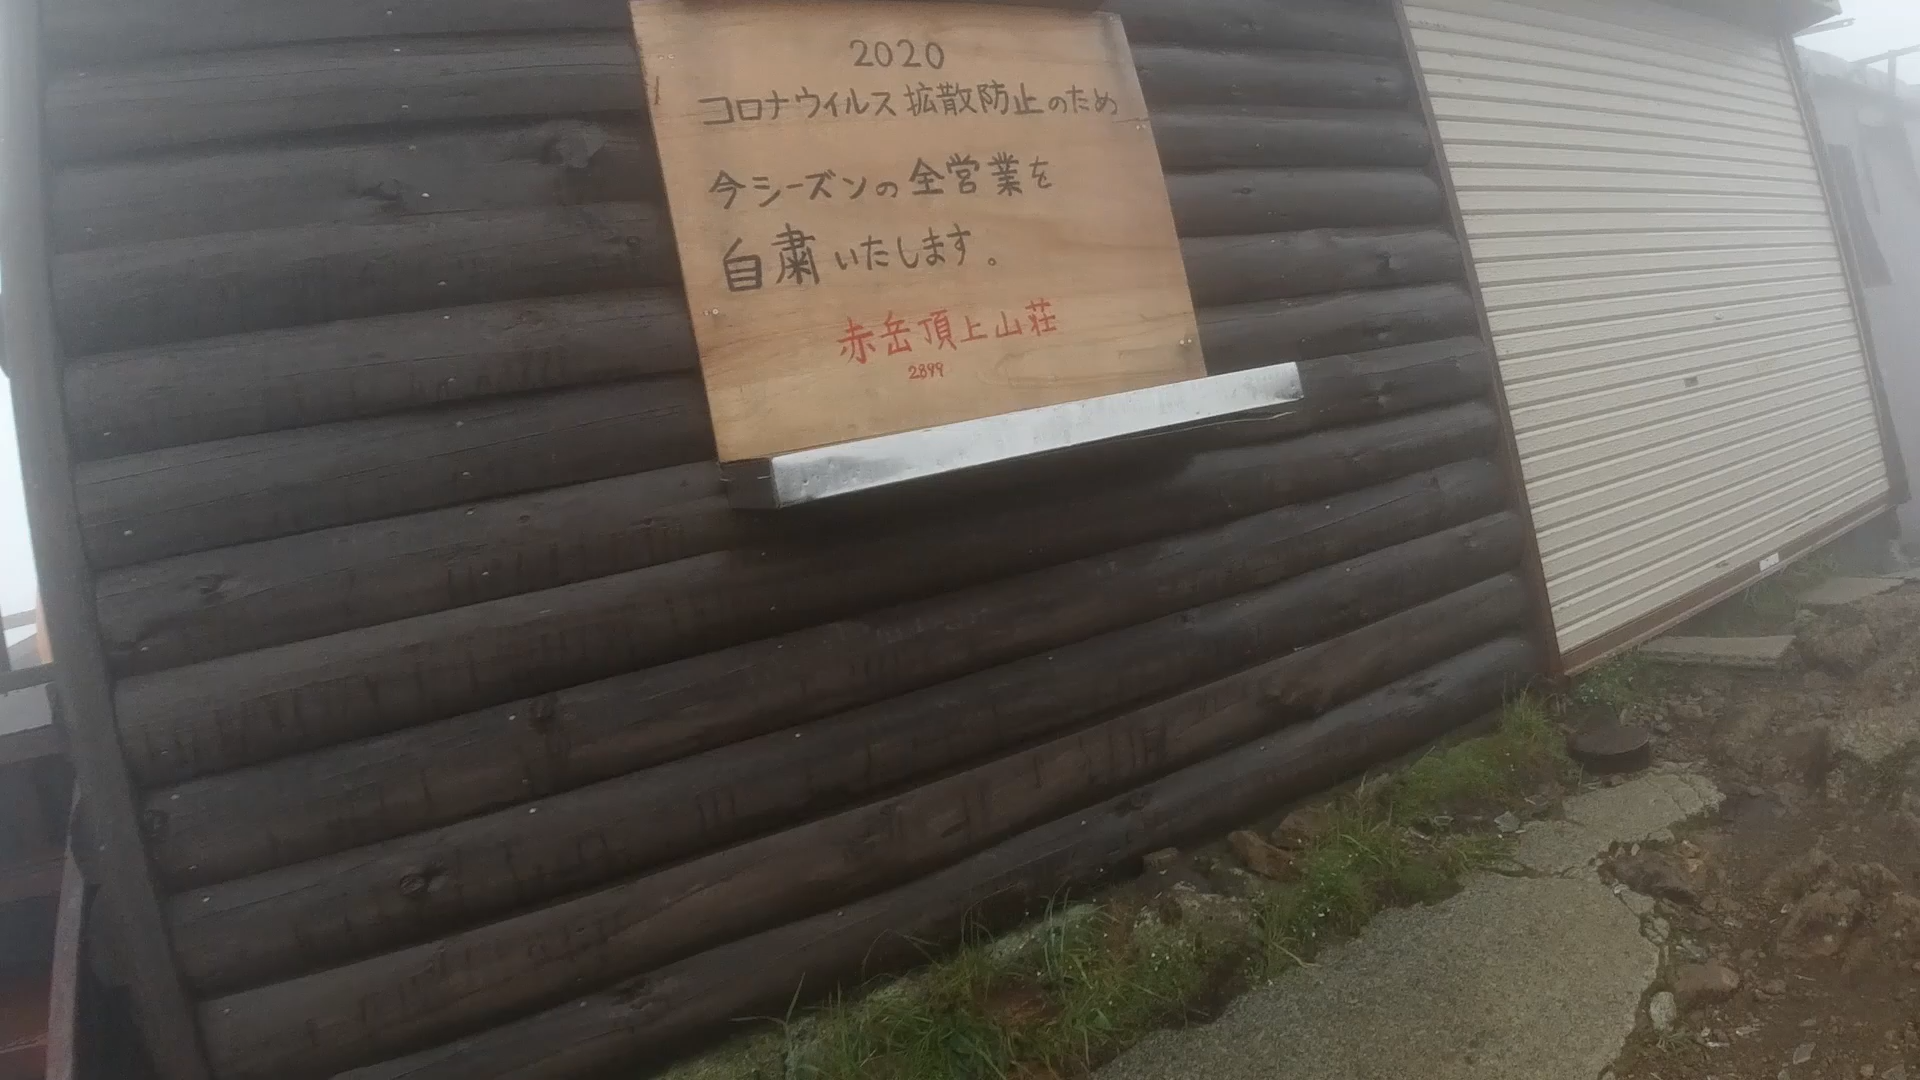 2020
コロナウィルス拡散防止のため
今シーズンの全営業を
自粛いたします。
赤岳頂上山荘
2899